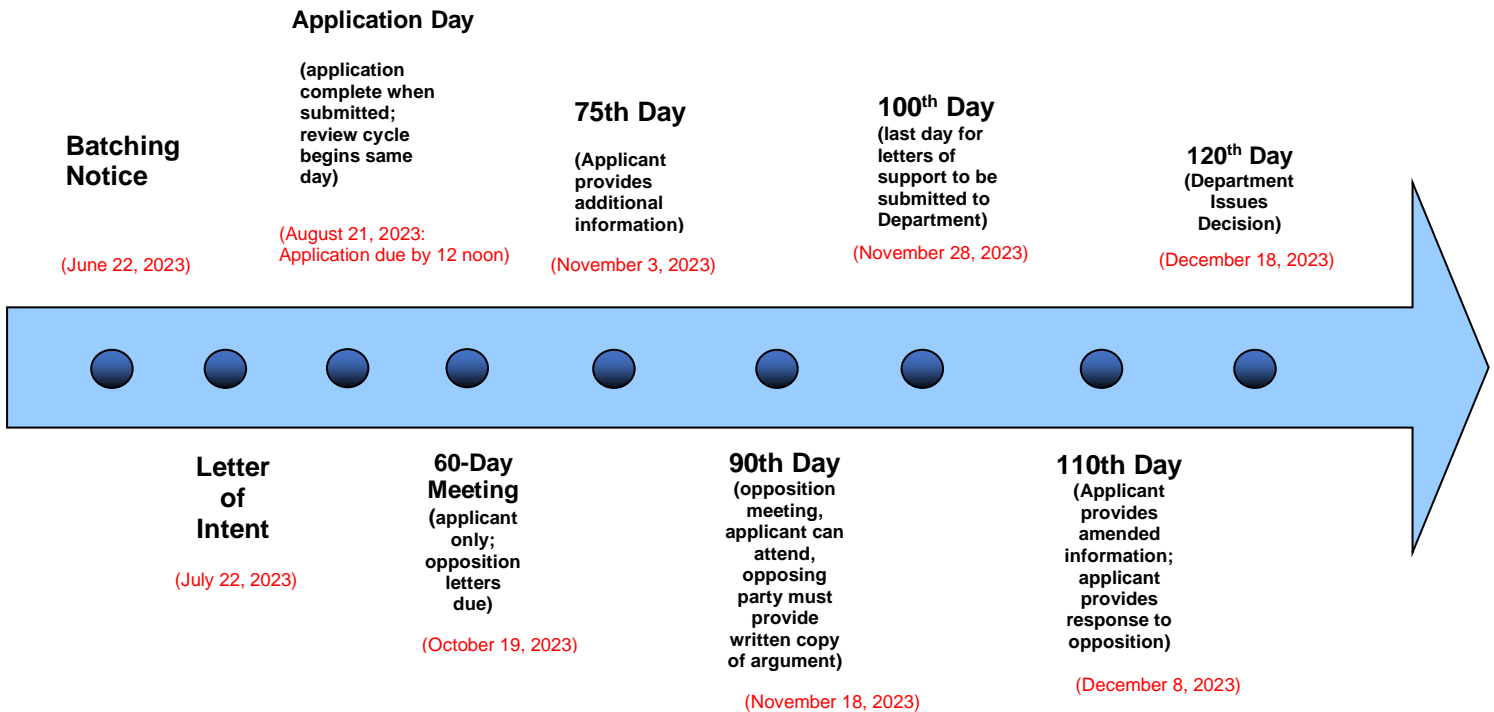 Batching
Notice
(June 22, 2023)
Letter
of
Intent
(July 22, 2023)
Application Day
(application
complete when
submitted;
review cycle
begins same
day)
(August 21, 2023:
Application due by 12 noon)
60-Day
Meeting
(applicant
only;
opposition
letters
due)
(October 19, 2023)
75th Day
(Applicant
provides
additional
information)
(November 3, 2023)
90th Day
(opposition
meeting,
applicant can
attend,
opposing
party must
provide
written copy
of argument)
(November 18, 2023)
100th Day
(last day for
letters of
support to be
submitted to
Department)
(November 28, 2023)
110th Day
(Applicant
provides
amended
information;
applicant
provides
response to
opposition)
(December 8, 2023)
120th Day
(Department
Issues
Decision)
(December 18, 2023)